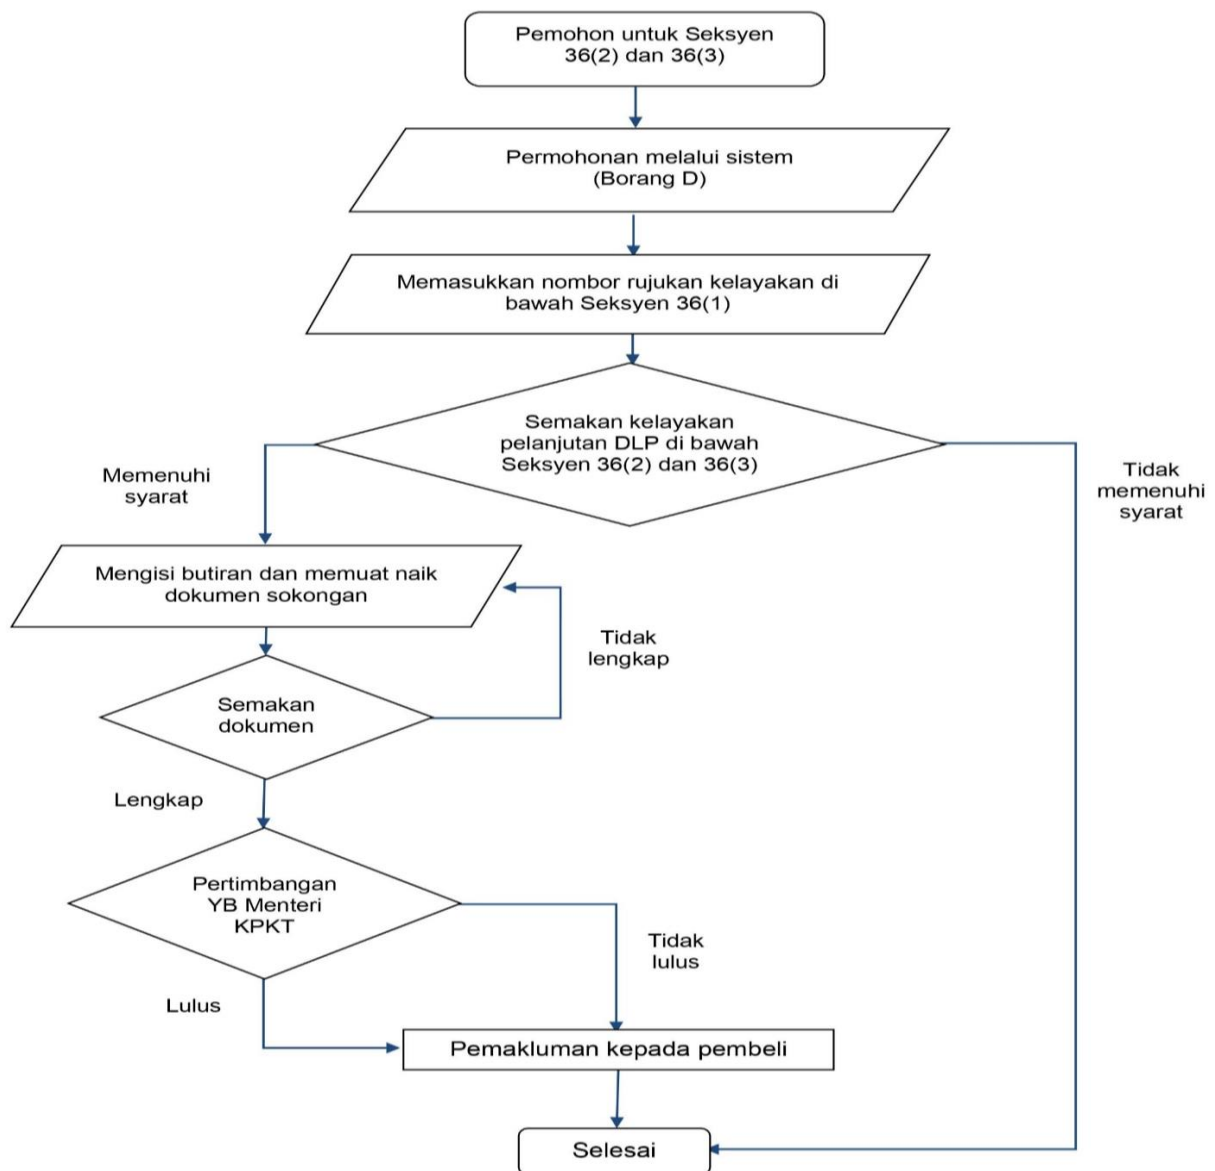 Pemohon untuk Seksyen
36(2) dan 36(3)
Permohonan melalui sistem
(Borang D)
Memasukkan nombor rujukan kelayakan di
bawah Seksyen 36(1)
Semakan kelayakan
pelanjutan DLP di bawah
Seksyen 36(2) dan 36(3)
Memenuhi
syarat
Tidak
memenuhi
syarat
Mengisi butiran dan memuat naik
dokumen sokongan
Tidak
lengkap
Semakan
dokumen
Lengkap
Pertimbangan
YB Menteri
KPKT
Tidak
lulus
Lulus
Pemakluman kepada pembeli
Selesai